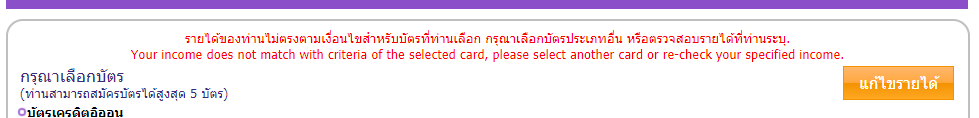 รายได้ของท่านไม่ตรงตามเงื่อนไขสำหรับบัตรที่ท่านเลือก กรุณาเลือกบัตรประเภทอื่น หรือตรวจสอบรายได้ที่ท่านระบุ.
Your income does not match with criteria of the selected card, please select another card or re-check your specified income.
กรุณาเลือกบัตร
แก้ไขรายได้
(ท่านสามารถสมัครบัตรได้สูงสุด 5 บัตร)
บัตรเครดิตอิออน